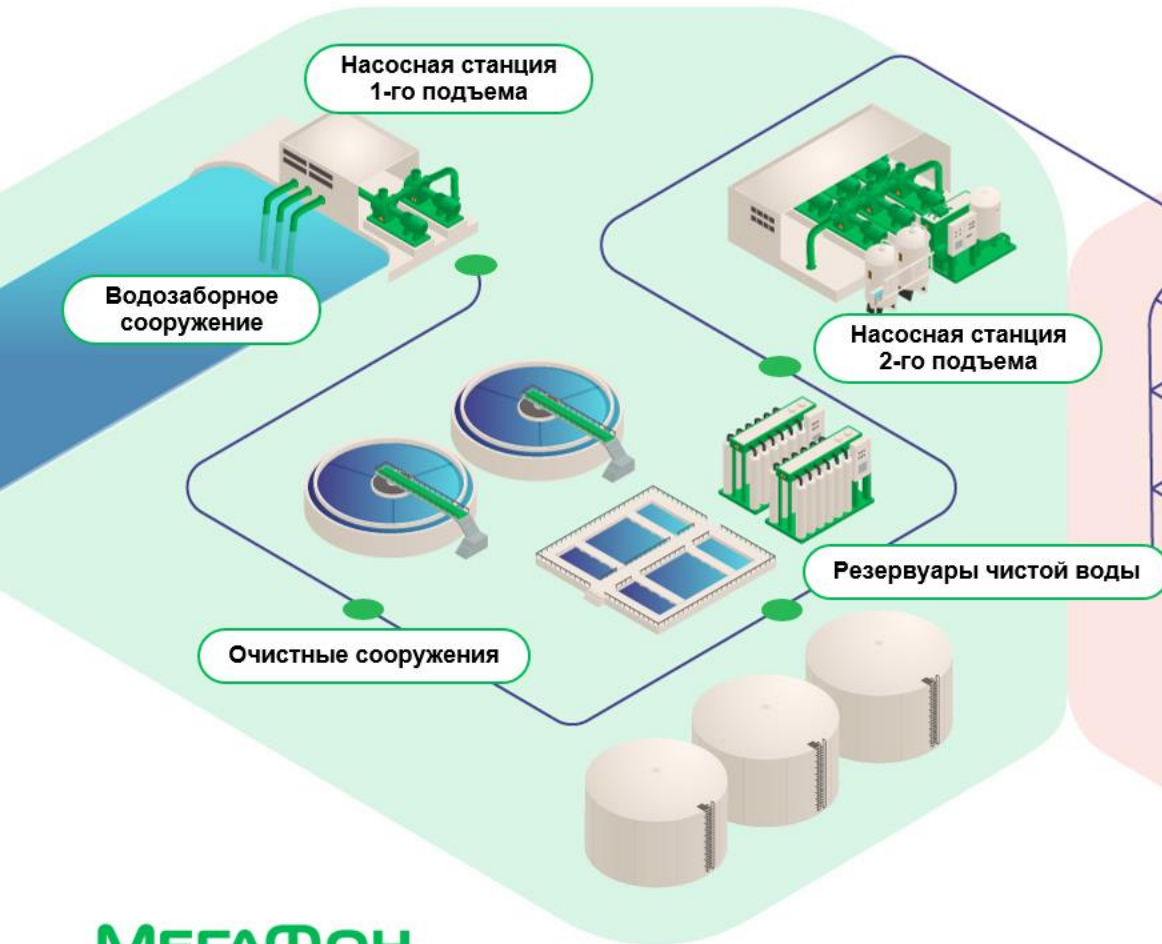 Насосная станция
1-го подъема
Водозаборное
сооружение
Насосная станция
2-го подъема
Резервуары чистой воды
Очистные сооружения
МЕГАФОН